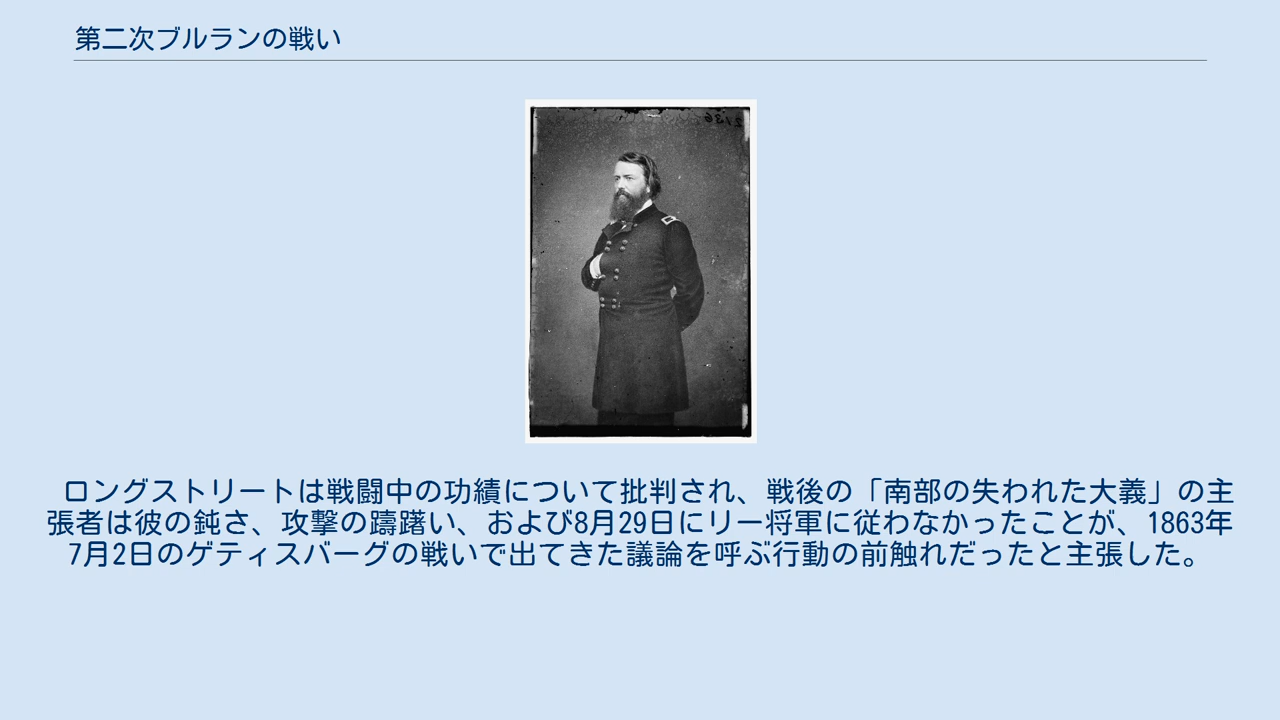 第二次ブルランの戦い
2136
ロングストリートは戦闘中の功績について批判され、戦後の「南部の失われた大義」の主
張者は彼の鈍さ、攻撃の躊躇い、および8月29日にリー将軍に従わなかったことが、1863年
7月2日のゲティスバーグの戦いで出てきた議論を呼ぶ行動の前触れだったと主張した。